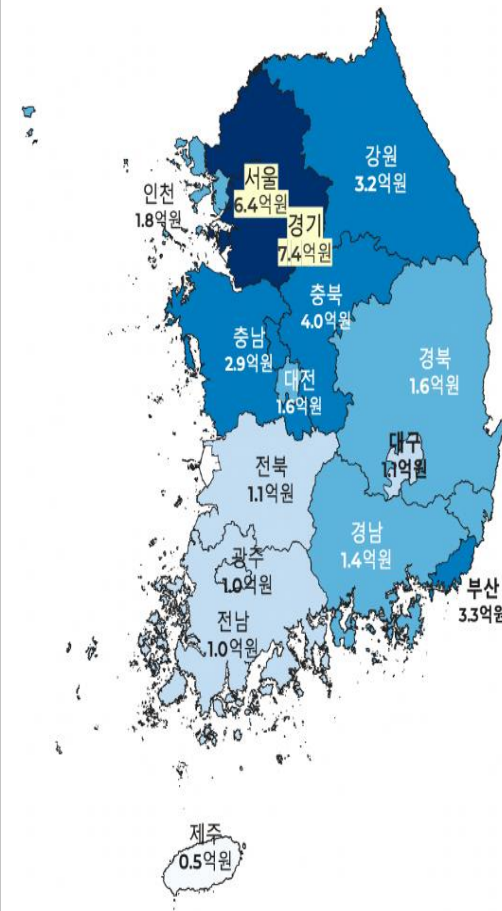 강원
3.2억원
서울
6.4억원
인천
1.8억원
경기
7.4억원
충북
4.0억원
충남
2.9억원
경북
1.6억원
대전
1.6억원
대구
1.1억원
전북
1.1억원
경남
1.4억원
광주
1.0억원
부산
3.3억원
전남
1.0억원
제주
0.5억원